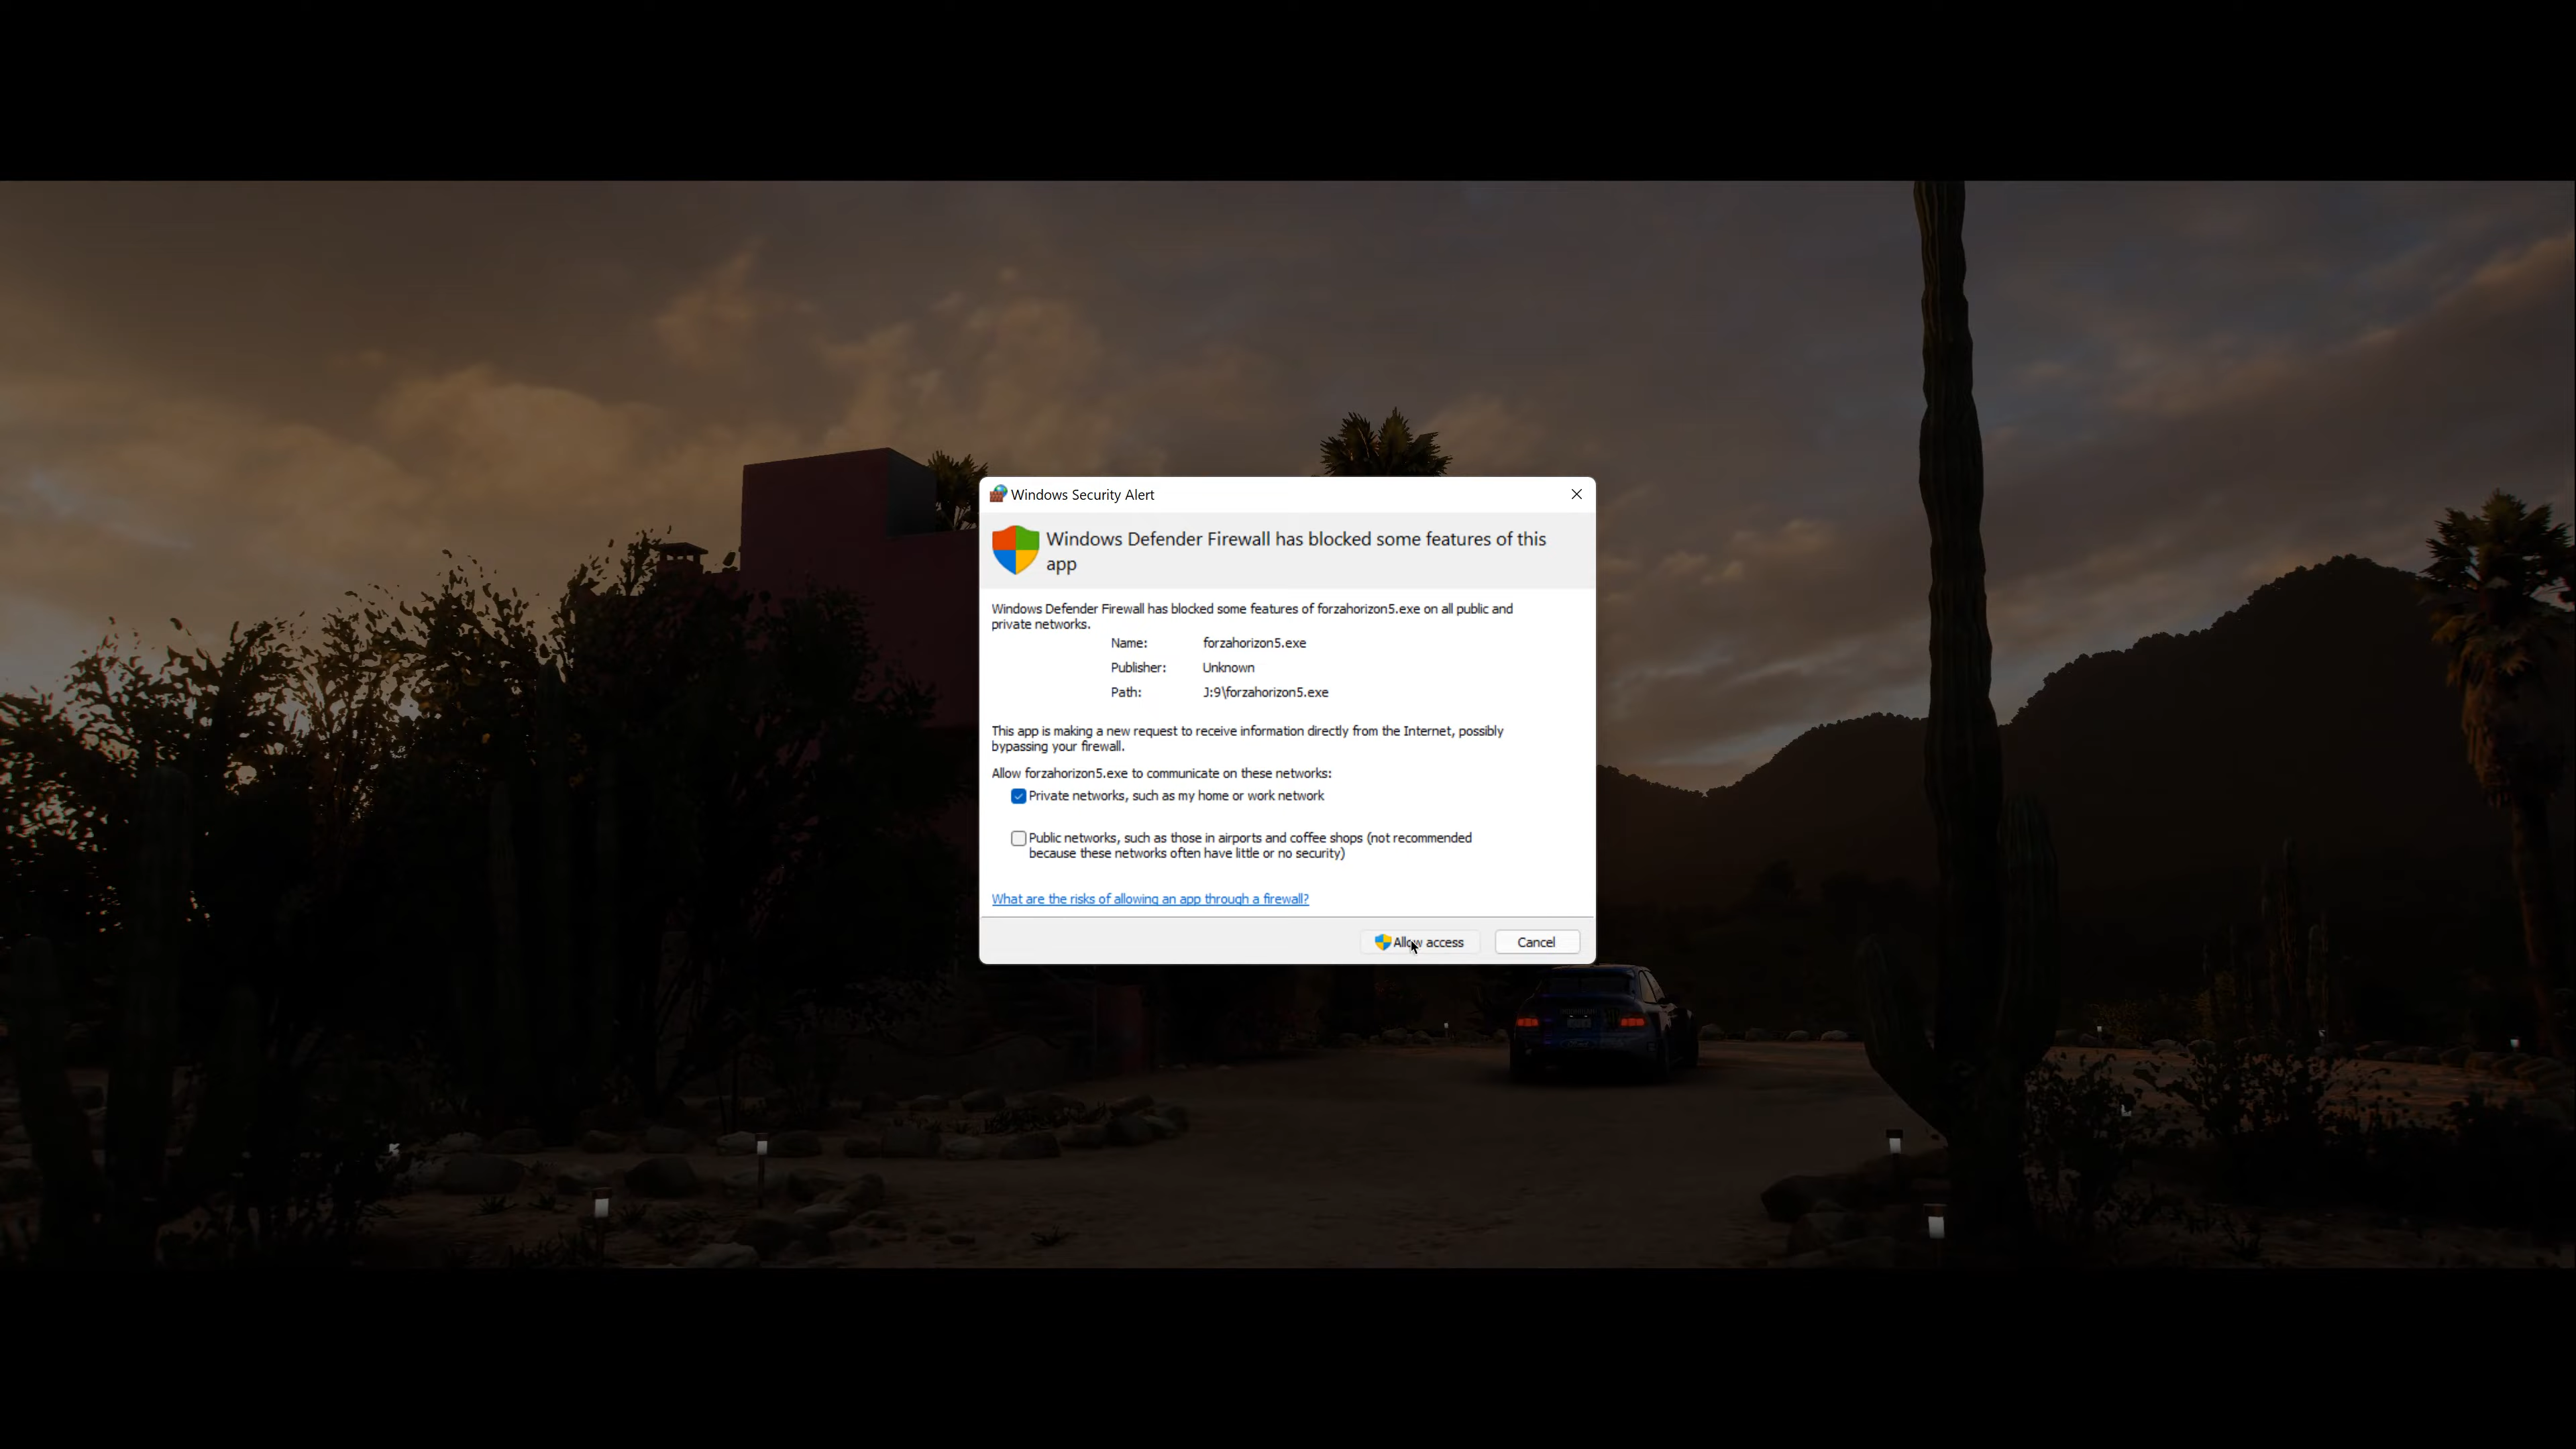 Windows Security Alert
Windows Defender Firewall has blocked some features of this
app
Windows Defender Firewall has blocked some features of forzahorizon5.exe on all public and
private networks.
Name: forzahorizon5.exe
Publisher: Unknown
Path: J:9\forzahorizon5.exe
This app is making a new request to receive information directly from the Internet, possibly
bypassing your firewall.
Allow forzahorizon5.exe to communicate on these networks:
Private networks, such as my home or work network
Public networks, such as those in airports and coffee shops (not recommended
because these networks often have little or no security)
What are the risks of allowing an app through a firewall?
Allow access Cancel